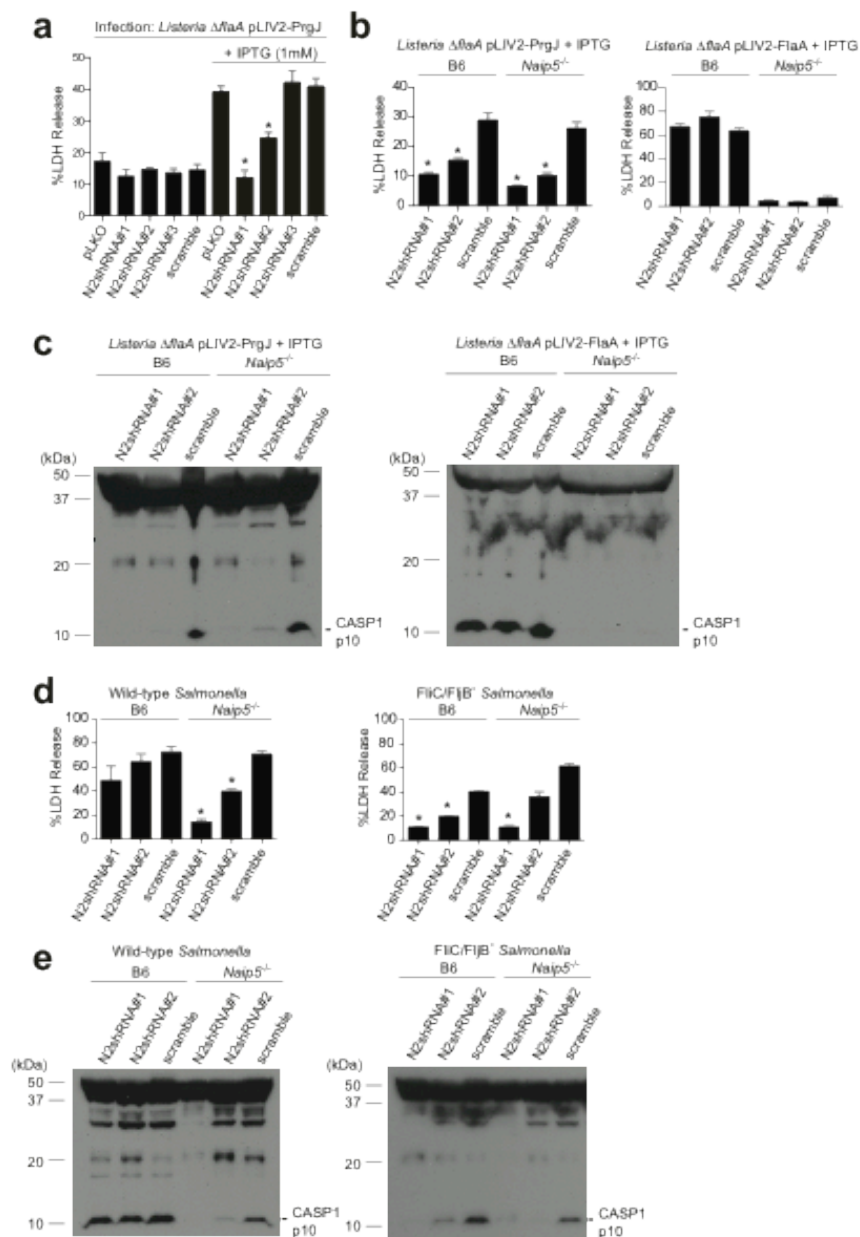 a
Infection: Listeria ΔflaA pLIV2-PrgJ
+ IPTG (1mM)
%LDH Release
50
40
30
20
10
0
pLKO
N2shRNA#1
N2shRNA#2
N2shRNA#3
scramble
pLKO
N2shRNA#1
N2shRNA#2
N2shRNA#3
scramble
*
*
b
Listeria ΔflaA pLIV2-PrgJ + IPTG
B6 Naip5-/-
%LDH Release
40
30
20
10
0
* * * *
N2shRNA#1
N2shRNA#2
scramble
N2shRNA#1
N2shRNA#2
scramble
Listeria ΔflaA pLIV2-FlaA + IPTG
B6 Naip5-/-
%LDH Release
100
80
60
40
20
0
N2shRNA#1
N2shRNA#2
scramble
N2shRNA#1
N2shRNA#2
scramble
c
Listeria ΔflaA pLIV2-PrgJ + IPTG
B6 Naip5-/-
N2shRNA#1
N2shRNA#2
scramble
N2shRNA#1
N2shRNA#2
scramble
(kDa)
50
37
20
10
CASP1
p10
Listeria ΔflaA pLIV2-FlaA + IPTG
B6 Naip5-/-
N2shRNA#1
N2shRNA#2
scramble
N2shRNA#1
N2shRNA#2
scramble
(kDa)
50
37
20
10
CASP1
p10
d
Wild-type Salmonella
B6 Naip5-/-
%LDH Release
100
80
60
40
20
0
* *
N2shRNA#1
N2shRNA#2
scramble
N2shRNA#1
N2shRNA#2
scramble
FliC/FljB- Salmonella
B6 Naip5-/-
%LDH Release
100
80
60
40
20
0
* * *
N2shRNA#1
N2shRNA#2
scramble
N2shRNA#1
N2shRNA#2
scramble
e
Wild-type Salmonella
B6 Naip5-/-
N2shRNA#1
N2shRNA#2
scramble
N2shRNA#1
N2shRNA#2
scramble
(kDa)
50
37
20
10
CASP1
p10
FliC/FljB- Salmonella
B6 Naip5-/-
N2shRNA#1
N2shRNA#2
scramble
N2shRNA#1
N2shRNA#2
scramble
(kDa)
50
37
20
10
CASP1
p10